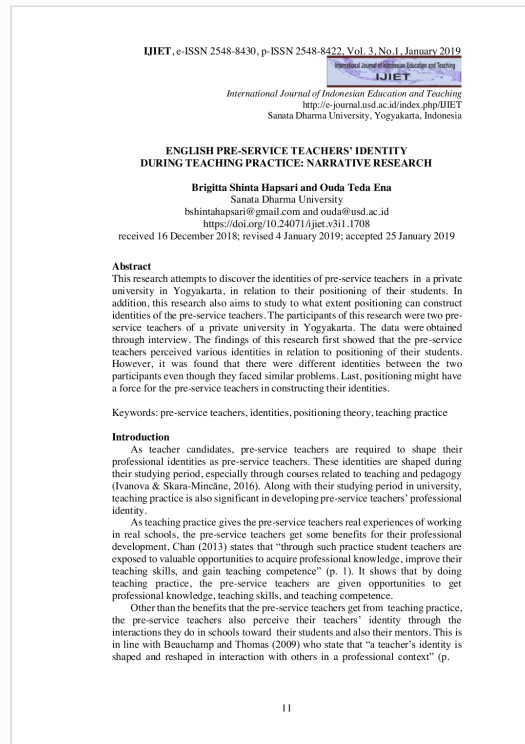 IJIET, e-ISSN 2548-8430, p-ISSN 2548-8422, Vol. 3, No.1, January 2019
International Journal of Indonesian Education and Teaching
IJIET
International Journal of Indonesian Education and Teaching
http://e-journal.usd.ac.id/index.php/IJIET
Sanata Dharma University, Yogyakarta, Indonesia
ENGLISH PRE-SERVICE TEACHERS' IDENTITY
DURING TEACHING PRACTICE: NARRATIVE RESEARCH
Brigitta Shinta Hapsari and Ouda Teda Ena
Sanata Dharma University
bshintahapsari@gmail.com and ouda@usd.ac.id
https://doi.org/10.24071/ijiet.v3i1.1708
received 16 December 2018; revised 4 January 2019; accepted 25 January 2019
Abstract
This research attempts to discover the identities of pre-service teachers in a private
university in Yogyakarta, in relation to their positioning of their students. In
addition, this research also aims to study to what extent positioning can construct
identities of the pre-service teachers. The participants of this research were two pre-
service teachers of a private university in Yogyakarta. The data were obtained
through interview. The findings of this research first showed that the pre-service
teachers perceived various identities in relation to positioning of their students.
However, it was found that there were different identities between the two
participants even though they faced similar problems. Last, positioning might have
a force for the pre-service teachers in constructing their identities.
Keywords: pre-service teachers, identities, positioning theory, teaching practice
Introduction
As teacher candidates, pre-service teachers are required to shape their
professional identities as pre-service teachers. These identities are shaped during
their studying period, especially through courses related to teaching and pedagogy
(Ivanova & Skara-Mincāne, 2016). Along with their studying period in university,
teaching practice is also significant in developing pre-service teachers' professional
identity.
As teaching practice gives the pre-service teachers real experiences of working
in real schools, the pre-service teachers get some benefits for their professional
development, Chan (2013) states that “through such practice student teachers are
exposed to valuable opportunities to acquire professional knowledge, improve their
teaching skills, and gain teaching competence” (p. 1). It shows that by doing
teaching practice, the pre-service teachers are given opportunities to get
professional knowledge, teaching skills, and teaching competence.
Other than the benefits that the pre-service teachers get from teaching practice,
the pre-service teachers also perceive their teachers' identity through the
interactions they do in schools toward their students and also their mentors. This is
in line with Beauchamp and Thomas (2009) who state that “a teacher's identity is
shaped and reshaped in interaction with others in a professional context” (p.
11